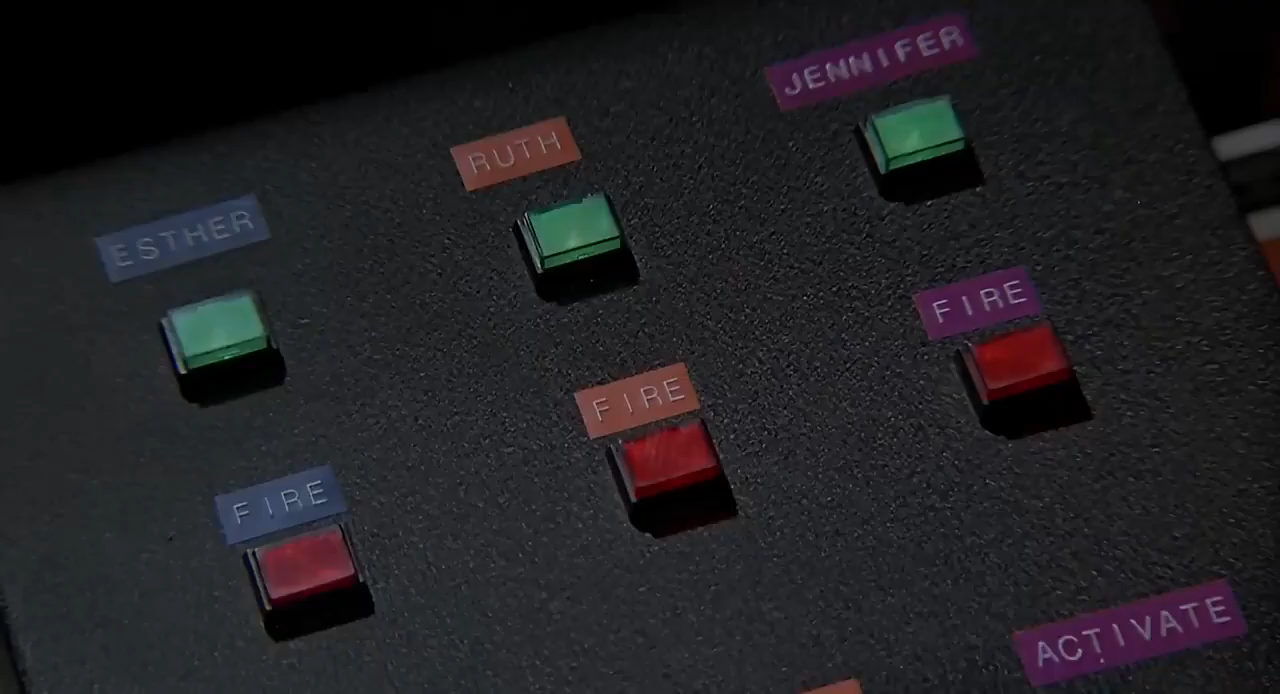 ESTHER
RUTH
JENNIFER
FIRE
FIRE
FIRE
ACTIVATE